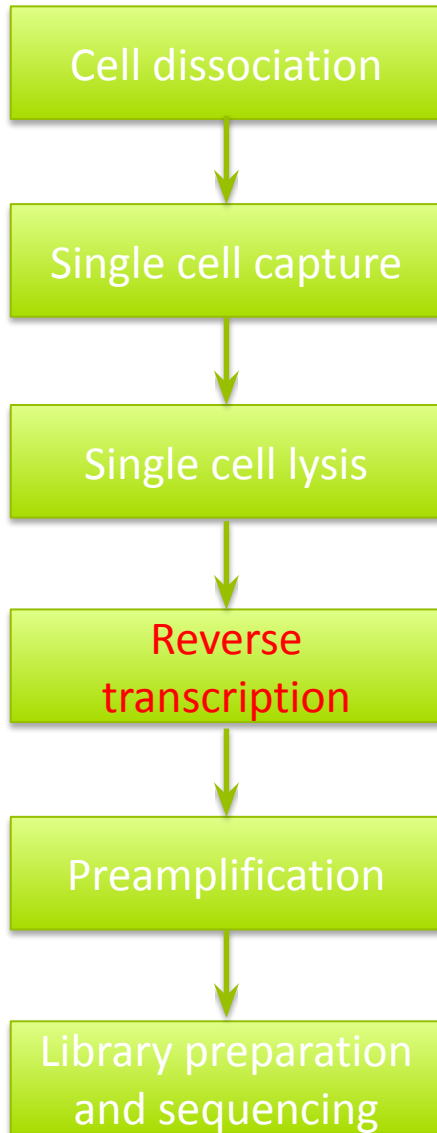 Cell dissociation
Single cell capture
Single cell lysis
Reverse
transcription
Preamplification
Library preparation
and sequencing